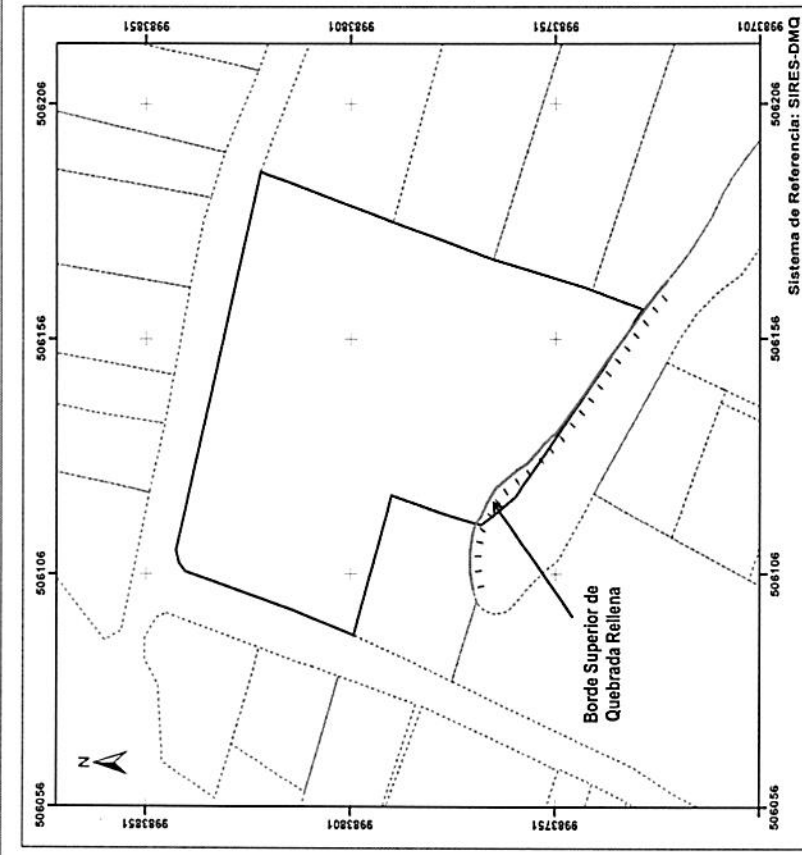 506056 506106 506156 506206
N
9983851 9983851
9983801 9983801
9983751 9983751
9983701 9983701
Borde Superior de
Quebrada Rellena
506056 506106 506156 506206
Sistema de Referencia: SIRES-DMQ